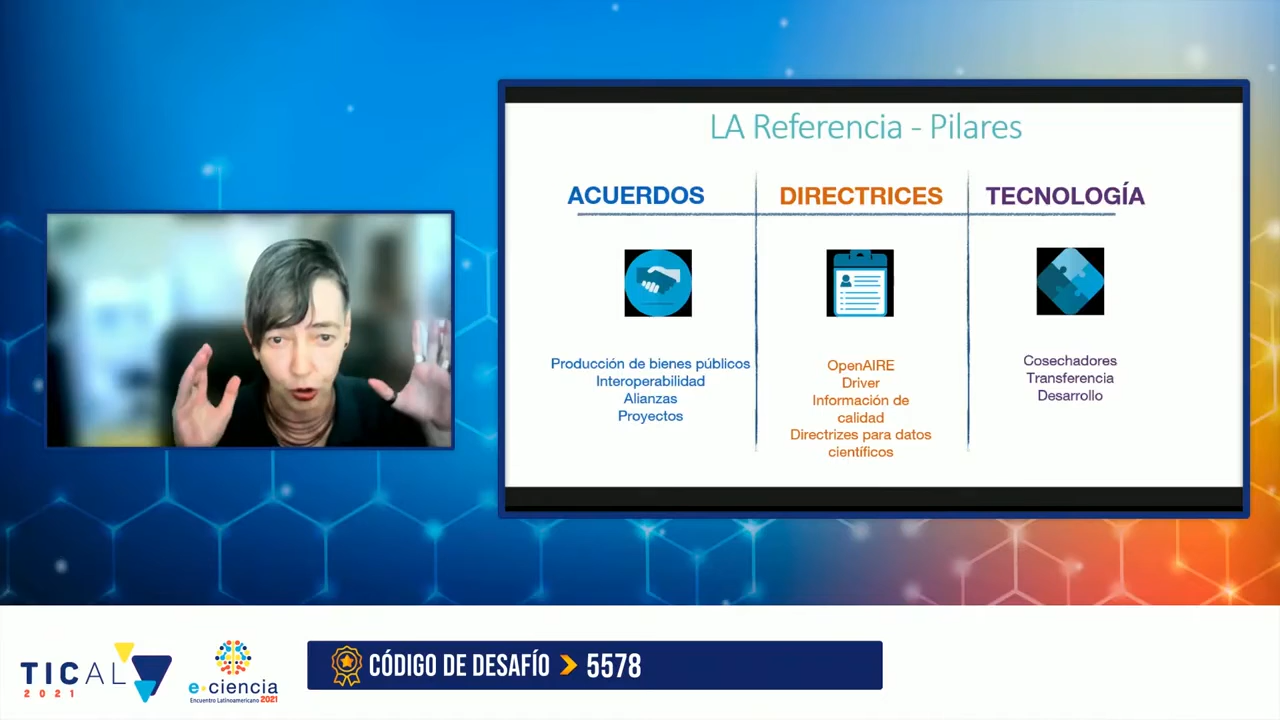 LA Referencia - Pilares
ACUERDOS
DIRECTRICES
TECNOLOGÍA
Producción de bienes públicos
Interoperabilidad
Alianzas
Proyectos
OpenAIRE
Driver
Información de
calidad
Directrizes para datos
científicos
Cosechadores
Transferencia
Desarrollo
TICAL
2021
e-ciencia
Encuentro Latinoamericano 2021
CÓDIGO DE DESAFÍO > 5578